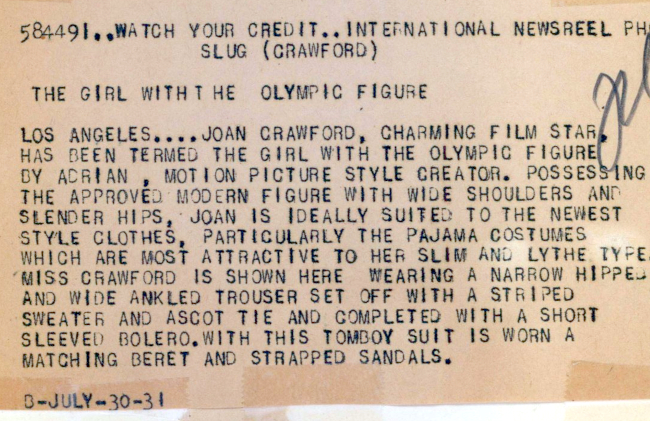 584491..WATCH YOUR CREDIT..INTERNATIONAL NEWSREEL PHO
SLUG (CRAWFORD)
THE GIRL WITHTHE OLYMPIC FIGURE
LOS ANGELES....JOAN CRAWFORD, CHARMING FILM STAR,
HAS BEEN TERMED THE GIRL WITH THE OLYMPIC FIGURE
BY ADRIAN , MOTION PICTURE STYLE CREATOR. POSSESSING
THE APPROVED MODERN FIGURE WITH WIDE SHOULDERS AND
SLENDER HIPS, JOAN IS IDEALLY SUITED TO THE NEWEST
STYLE CLOTHES, PARTICULARLY THE PAJAMA COSTUMES
WHICH ARE MOST ATTRACTIVE TO HER SLIM AND LYTHE TYPE.
MISS CRAWFORD IS SHOWN HERE WEARING A NARROW HIPPED
AND WIDE ANKLED TROUSER SET OFF WITH A STRIPED
SWEATER AND ASCOT TIE AND COMPLETED WITH A SHORT
SLEEVED BOLERO.WITH THIS TOMBOY SUIT IS WORN A
MATCHING BERET AND STRAPPED SANDALS.
B-JULY-30-31